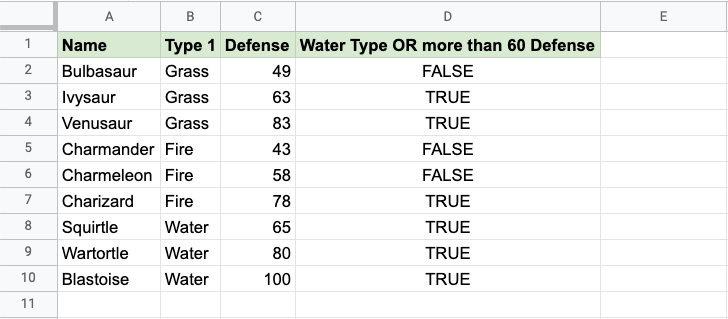 A B C D E
1 Name Type 1 Defense Water Type OR more than 60 Defense
2 Bulbasaur Grass 49 FALSE
3 Ivysaur Grass 63 TRUE
4 Venusaur Grass 83 TRUE
5 Charmander Fire 43 FALSE
6 Charmeleon Fire 58 FALSE
7 Charizard Fire 78 TRUE
8 Squirtle Water 65 TRUE
9 Wartortle Water 80 TRUE
10 Blastoise Water 100 TRUE
11